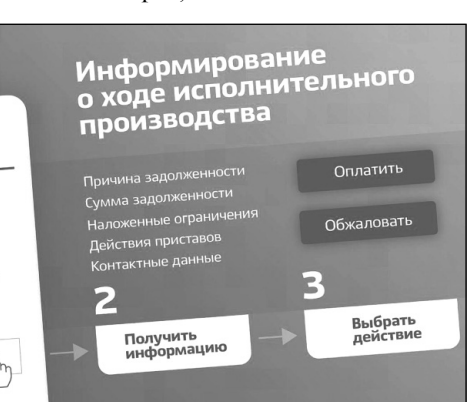 Информирование
о ходе исполнительного
производства
Причина задолженности
Сумма задолженности
Наложенные ограничения
Действия приставов
Контактные данные
Оплатить
Обжаловать
2
Получить
информацию
3
Выбрать
действие